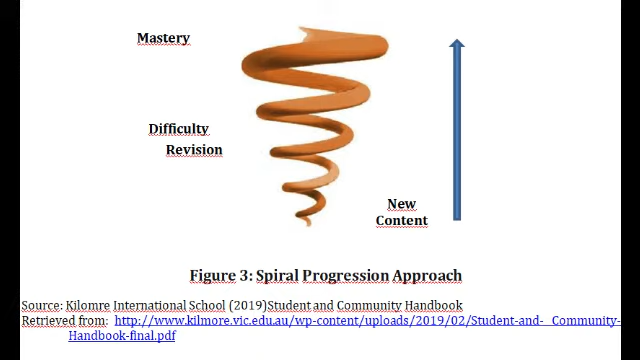 Mastery
Difficulty
Revision
New
Content
Figure 3: Spiral Progression Approach
Source: Kilomre International School (2019)Student and Community Handbook
Retrieved from: http://www.kilmore.vic.edu.au/wp-content/uploads/2019/02/Student-and- Community-
Handbook-final.pdf